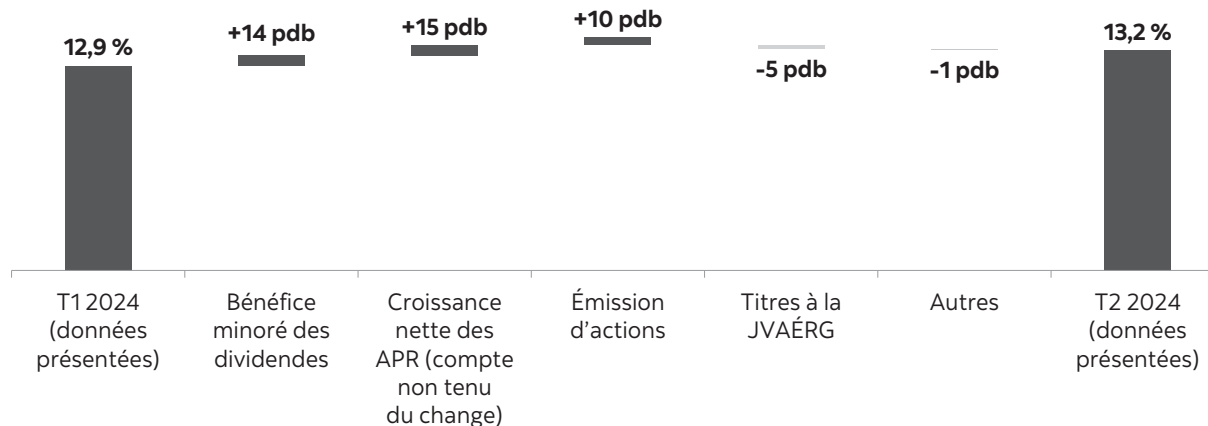 12,9 %
+14 pdb
+15 pdb
+10 pdb
-5 pdb
-1 pdb
13,2 %
T1 2024
(données
présentées)
Bénéfice
minoré des
dividendes
Croissance
nette des
APR (compte
non tenu
du change)
Émission
d'actions
Titres à la
JVAÉRG
Autres
T2 2024
(données
présentées)